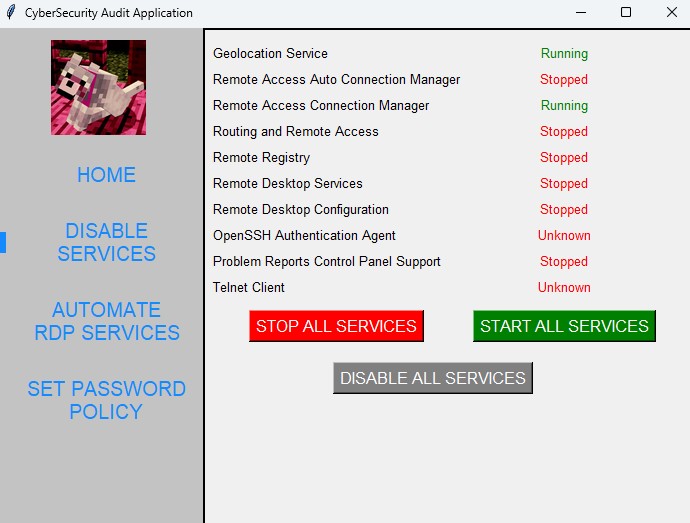 CyberSecurity Audit Application
HOME
DISABLE
SERVICES
AUTOMATE
RDP SERVICES
SET PASSWORD
POLICY
Geolocation Service Running
Remote Access Auto Connection Manager Stopped
Remote Access Connection Manager Running
Routing and Remote Access Stopped
Remote Registry Stopped
Remote Desktop Services Stopped
Remote Desktop Configuration Stopped
OpenSSH Authentication Agent Unknown
Problem Reports Control Panel Support Stopped
Telnet Client Unknown
STOP ALL SERVICES START ALL SERVICES
DISABLE ALL SERVICES